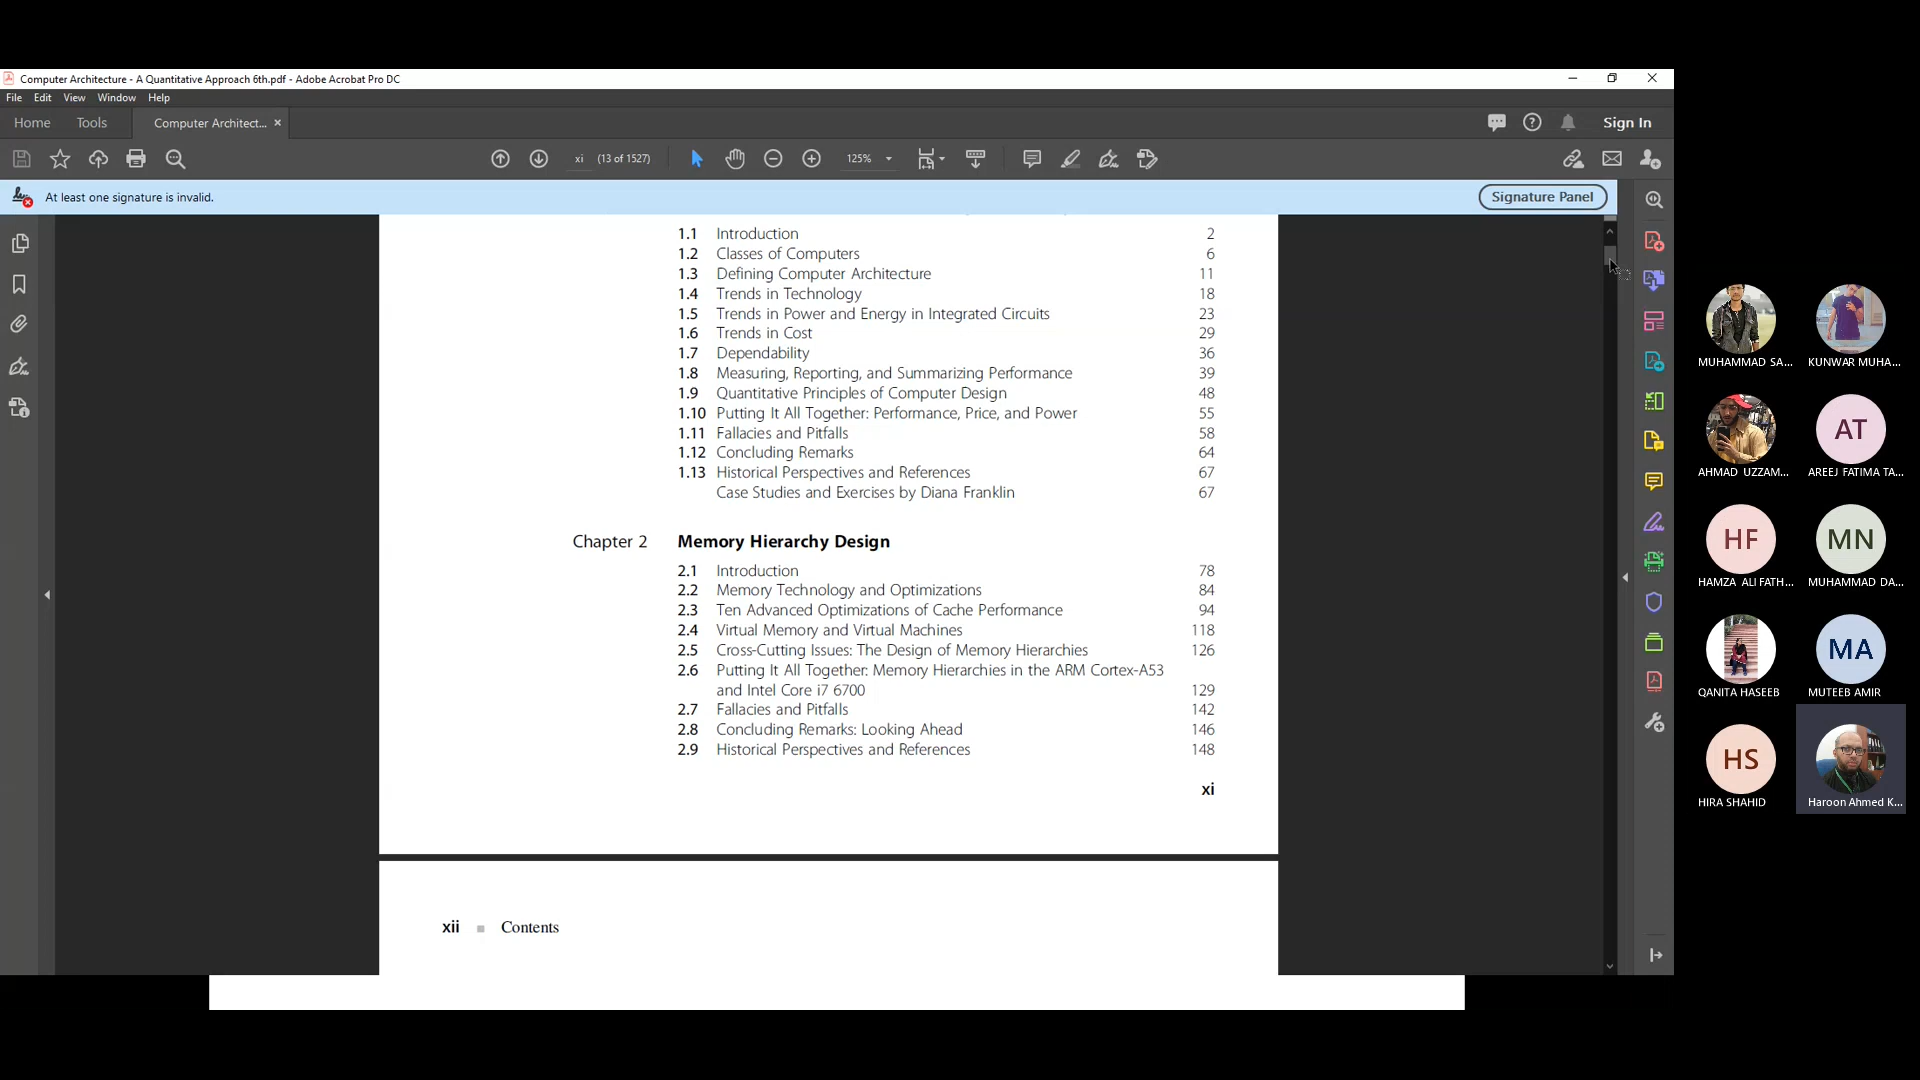 Computer Architecture - A Quantitative Approach 6th.pdf - Adobe Acrobat Pro DC
File Edit View Window Help
Home Tools Computer Architect... ×
Sign In
xi (13 of 1527) 125%
At least one signature is invalid.
Signature Panel
1.1 Introduction 2
1.2 Classes of Computers 6
1.3 Defining Computer Architecture 11
1.4 Trends in Technology 18
1.5 Trends in Power and Energy in Integrated Circuits 23
1.6 Trends in Cost 29
1.7 Dependability 36
1.8 Measuring, Reporting, and Summarizing Performance 39
1.9 Quantitative Principles of Computer Design 48
1.10 Putting It All Together: Performance, Price, and Power 55
1.11 Fallacies and Pitfalls 58
1.12 Concluding Remarks 64
1.13 Historical Perspectives and References 67
Case Studies and Exercises by Diana Franklin 67
Chapter 2 Memory Hierarchy Design
2.1 Introduction 78
2.2 Memory Technology and Optimizations 84
2.3 Ten Advanced Optimizations of Cache Performance 94
2.4 Virtual Memory and Virtual Machines 118
2.5 Cross-Cutting Issues: The Design of Memory Hierarchies 126
2.6 Putting It All Together: Memory Hierarchies in the ARM Cortex-A53
and Intel Core i7 6700 129
2.7 Fallacies and Pitfalls 142
2.8 Concluding Remarks: Looking Ahead 146
2.9 Historical Perspectives and References 148
xi
xii ■ Contents
MUHAMMAD SA... KUNWAR MUHA...
AT
AHMAD UZZAM... AREEJ FATIMA TA...
HF MN
HAMZA ALI FATH... MUHAMMAD DA...
MA
QANITA HASEEB MUTEEB AMIR
HS
HIRA SHAHID Haroon Ahmed K...